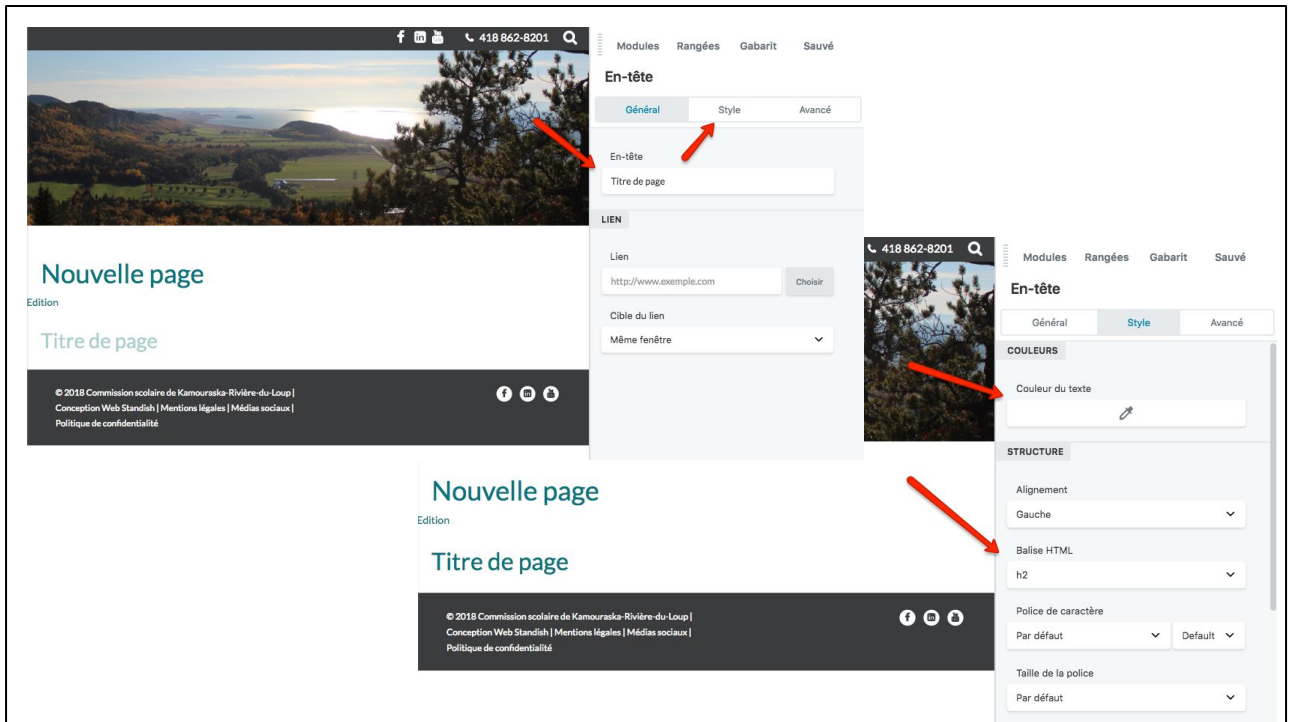 418 862-8201
Modules Rangées Gabarit Sauvé
En-tête
Général Style Avancé
En-tête
Titre de page
LIEN
Lien
http://www.exemple.com Choisir
Cible du lien
Même fenêtre
Nouvelle page
Edition
Titre de page
© 2018 Commission scolaire de Kamouraska-Rivière-du-Loup |
Conception Web Standish | Mentions légales | Médias sociaux |
Politique de confidentialité
418 862-8201
Modules Rangées Gabarit Sauvé
En-tête
Général Style Avancé
COULEURS
Couleur du texte
STRUCTURE
Alignement
Gauche
Balise HTML
h2
Police de caractère
Par défaut Default
Taille de la police
Par défaut
Nouvelle page
Edition
Titre de page
© 2018 Commission scolaire de Kamouraska-Rivière-du-Loup |
Conception Web Standish | Mentions légales | Médias sociaux |
Politique de confidentialité